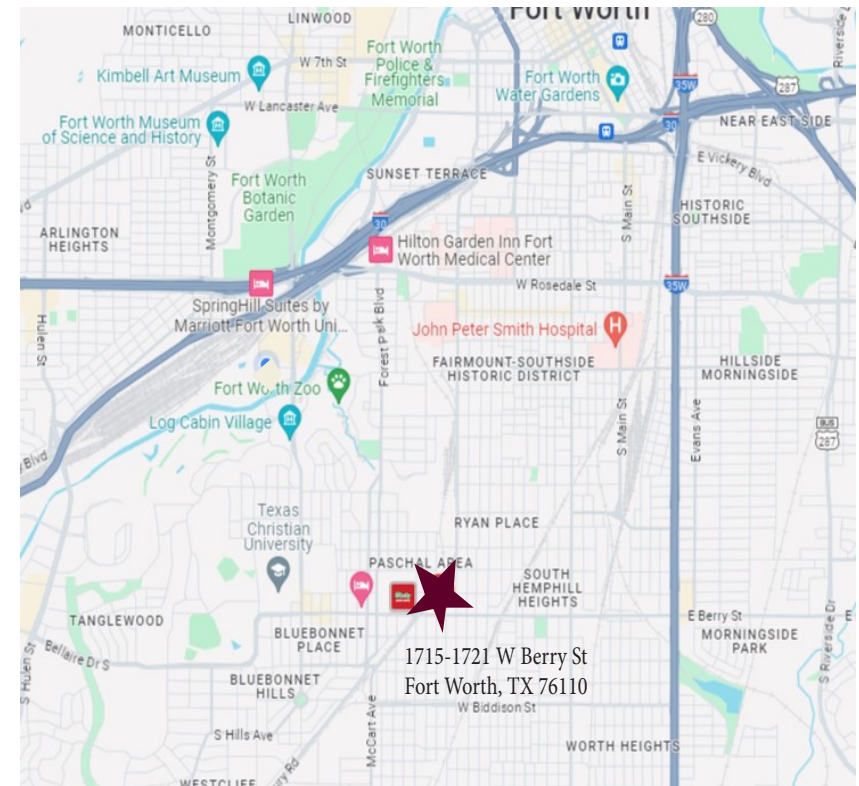 Fort Worth
LINWOOD
MONTICELLO
280
Riverside D
W 7th St
Fort Worth
Police &
Firefighters
Memorial
Kimbell Art Museum
Fort Worth
Water Gardens
35W
287
W Lancaster Ave
Fort Worth Museum
of Science and History
30
NEAR EAST SIDE
E Vickery Blvd
SUNSET TERRACE
Montgomery St
Fort Worth
Botanic
Garden
S Main St
HISTORIC
SOUTHSIDE
rd
ARLINGTON
HEIGHTS
30
Hilton Garden Inn Fort
Worth Medical Center
W Rosedale St
35W
SpringHill Suites by
Marriott Fort Worth Uni...
Hulen St
Forest Park Blvd
John Peter Smith Hospital
H
FAIRMOUNT-SOUTHSIDE
HISTORIC DISTRICT
HILLSIDE
MORNINGSIDE
Fort Worth Zoo
Log Cabin Village
S Main St
Evans Ave
BUS
287
Blvd
Texas
Christian
University
RYAN PLACE
PASCHAL AREA
SOUTH
HEMPHILL
HEIGHTS
TANGLEWOOD
BLUEBONNET
PLACE
E Berry St
E
MORNINGSIDE
PARK
S Riverside Dr
S Hulen St
Bellaire Dr S
1715-1721 W Berry St
Fort Worth, TX 76110
BLUEBONNET
HILLS
W Biddison St
McCart Ave
S Hills Ave
WORTH HEIGHTS
ury Rd
WESTCLIFF